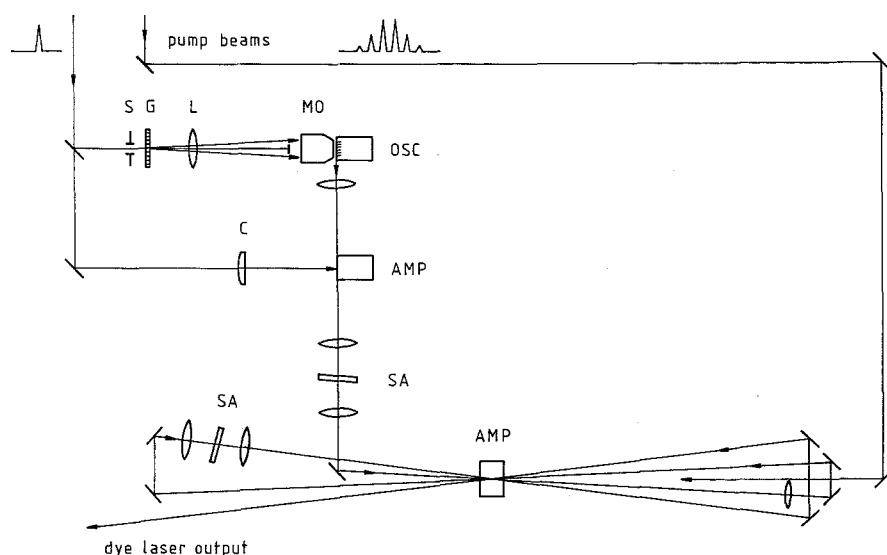 pump beams
S G L MO
OSC
C
AMP
SA
SA
AMP
dye laser output